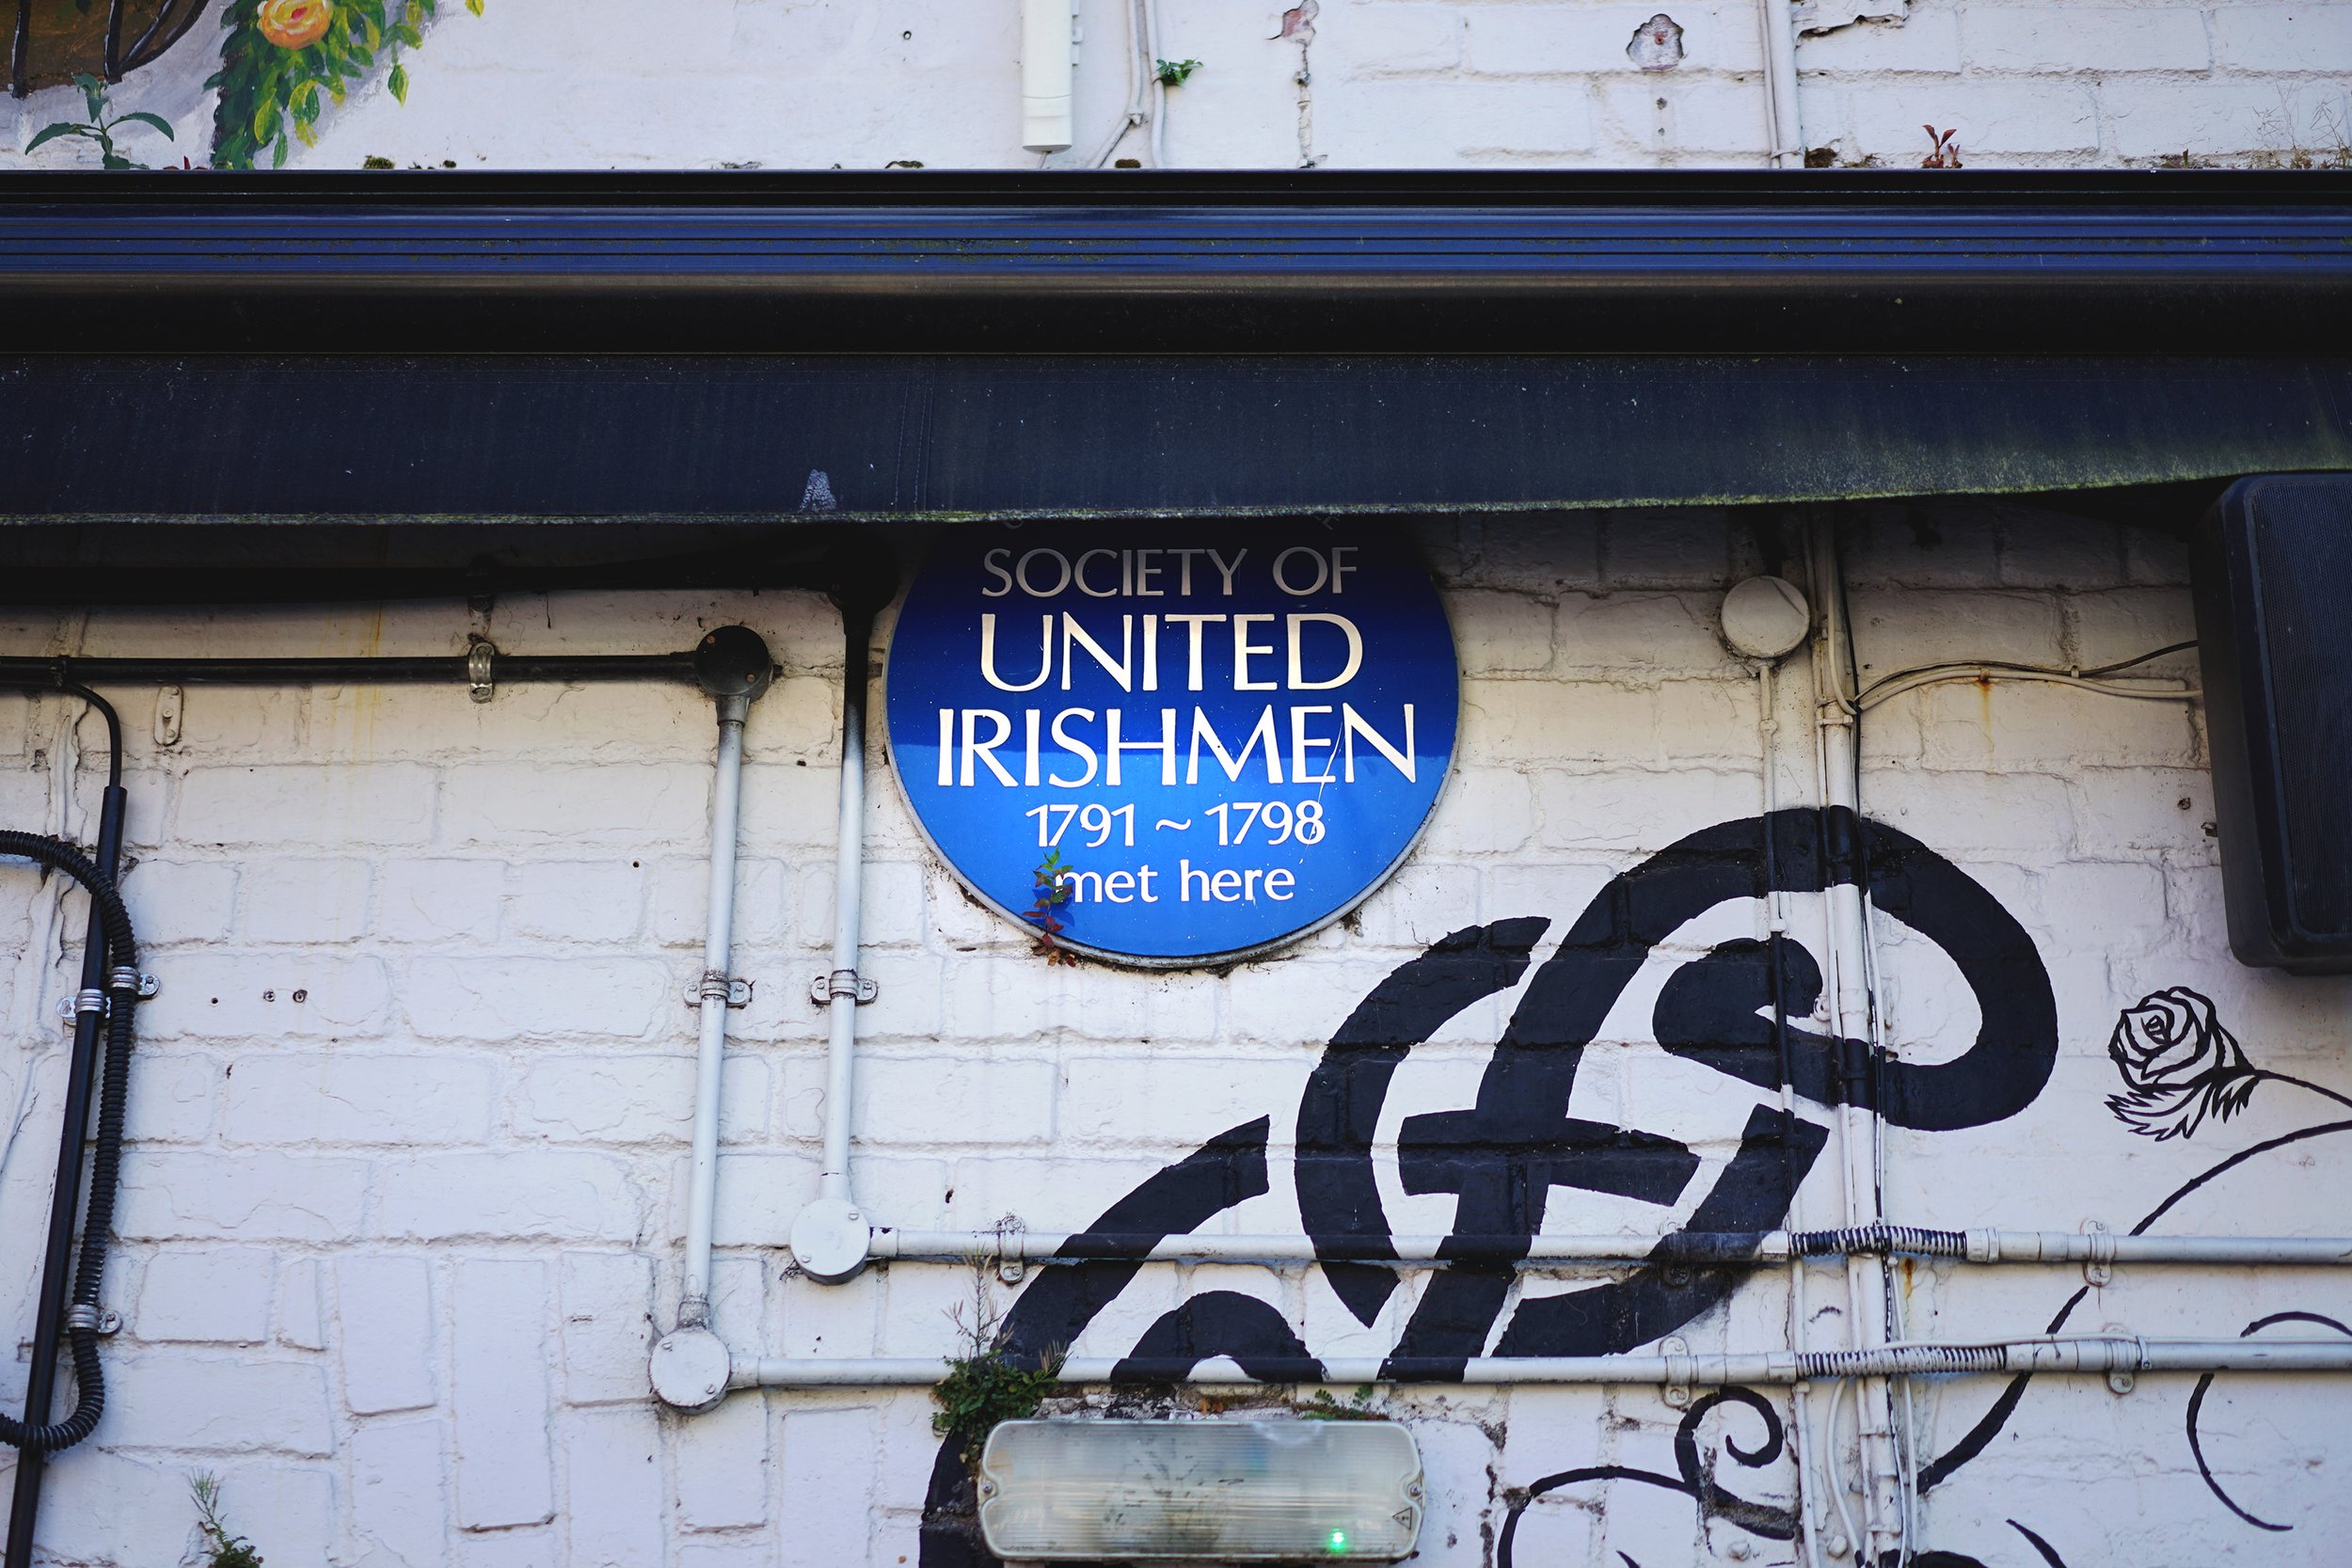 SOCIETY OF
UNITED
IRISHMEN
1791 ~ 1798
met here